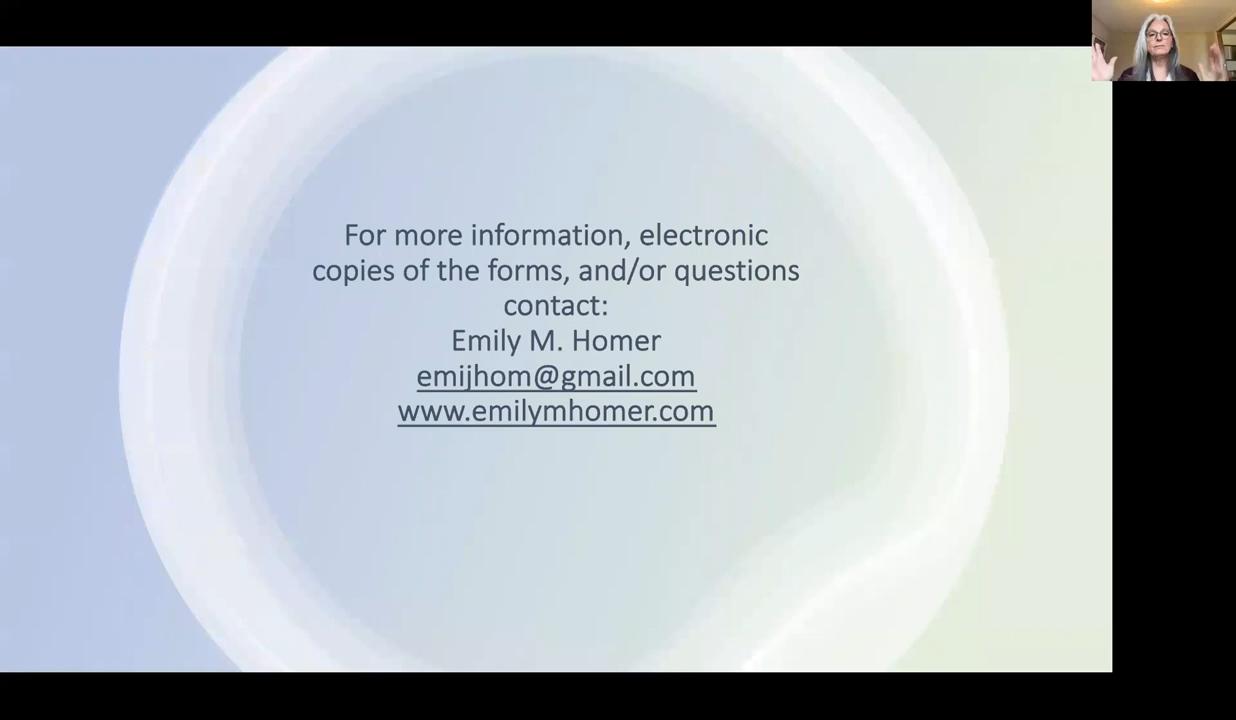 For more information, electronic
copies of the forms, and/or questions
contact:
Emily M. Homer
emijhom@gmail.com
www.emilymhomer.com